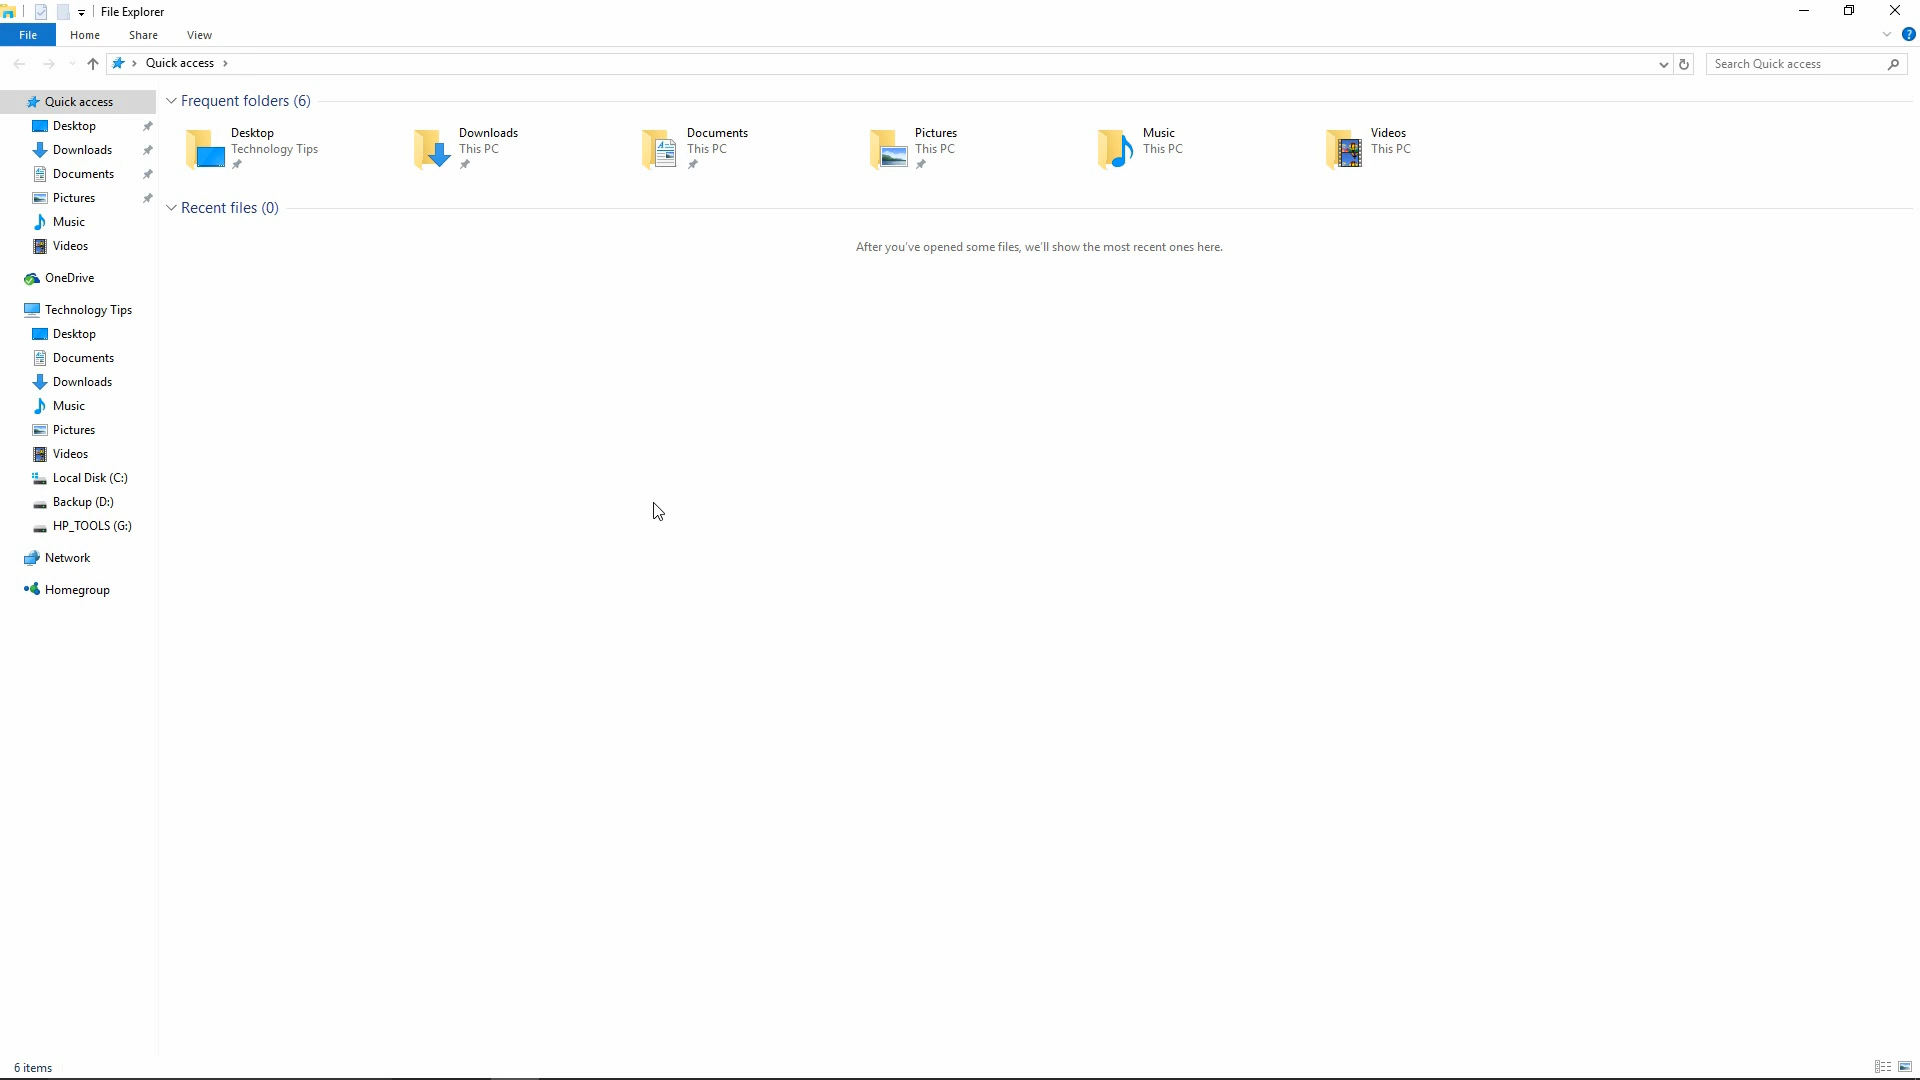 File Explorer
File Home Share View
Quick access
Search Quick access
Quick access
Desktop
Downloads
Documents
Pictures
Music
Videos
OneDrive
Technology Tips
Desktop
Documents
Downloads
Music
Pictures
Videos
Local Disk (C:)
Backup (D:)
HP_TOOLS (G:)
Network
Homegroup
Frequent folders (6)
Desktop
Technology Tips
Downloads
This PC
Documents
This PC
Pictures
This PC
Music
This PC
Videos
This PC
Recent files (0)
After you've opened some files, we'll show the most recent ones here.
6 items